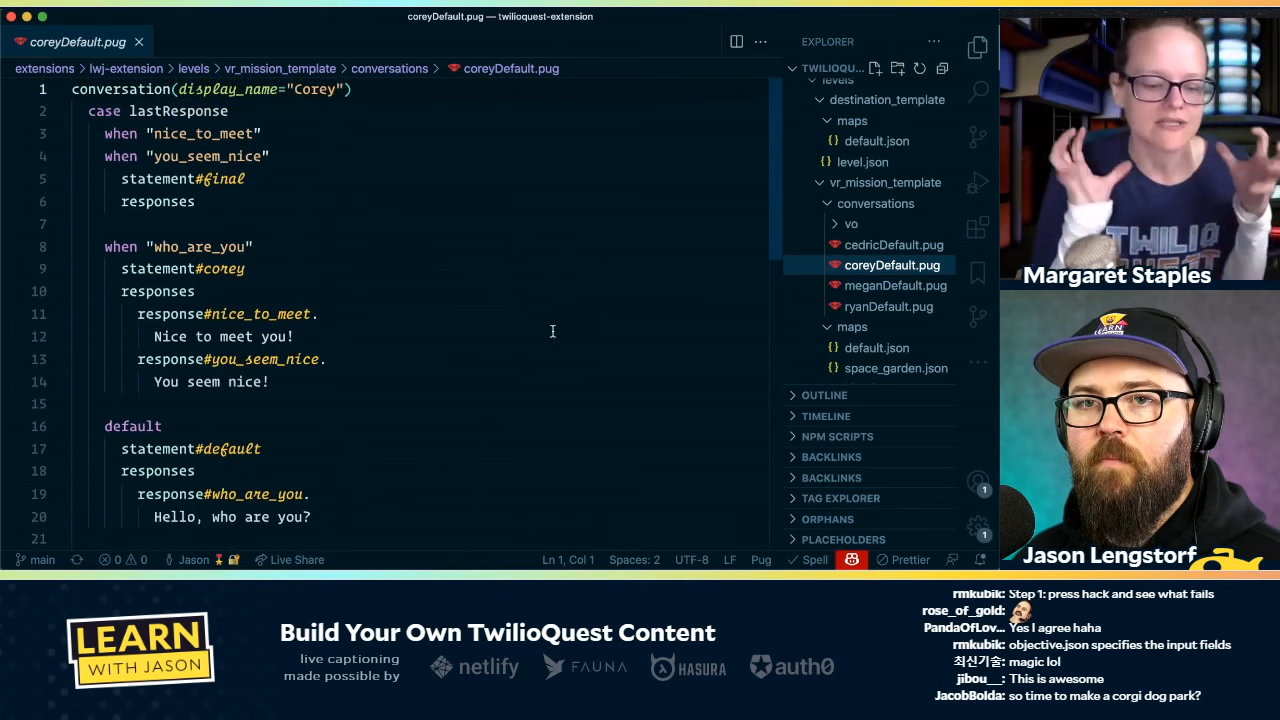 coreyDefault.pug — twilioquest-extension
coreyDefault.pug
EXPLORER
extensions > lwj-extension > levels > vr_mission_template > conversations > coreyDefault.pug
TWILIOQU...
1 conversation(display_name="Corey")
2 case lastResponse
3 when "nice_to_meet"
4 when "you_seem_nice"
5 statement#final
6 responses
7
8 when "who_are_you"
9 statement#corey
10 responses
11 response#nice_to_meet.
12 Nice to meet you!
13 response#you_seem_nice.
14 You seem nice!
15
16 default
17 statement#default
18 responses
19 response#who_are_you.
20 Hello, who are you?
21
levels
destination_template
maps
{} default.json
{} level.json
vr_mission_template
conversations
vo
cedricDefault.pug
coreyDefault.pug
meganDefault.pug
ryanDefault.pug
maps
{} default.json
{} space_garden.json
OUTLINE
TIMELINE
NPM SCRIPTS
BACKLINKS
BACKLINKS
TAG EXPLORER
ORPHANS
PLACEHOLDERS
1
1
main 0 0 Jason Live Share Ln 1, Col 1 Spaces: 2 UTF-8 LF Pug Spell Prettier
TWILIO
Margaret Staples
LEARN
Jason Lengstorf
LEARN
WITH JASON
Build Your Own TwilioQuest Content
live captioning
made possible by
netlify
FAUNA
HASURA
auth0
rmkubik: Step 1: press hack and see what fails
rose_of_gold:
PandaOfLov...: Yes I agree haha
rmkubik: objective.json specifies the input fields
최신기술: magic lol
jibou__: This is awesome
JacobBolda: so time to make a corgi dog park?